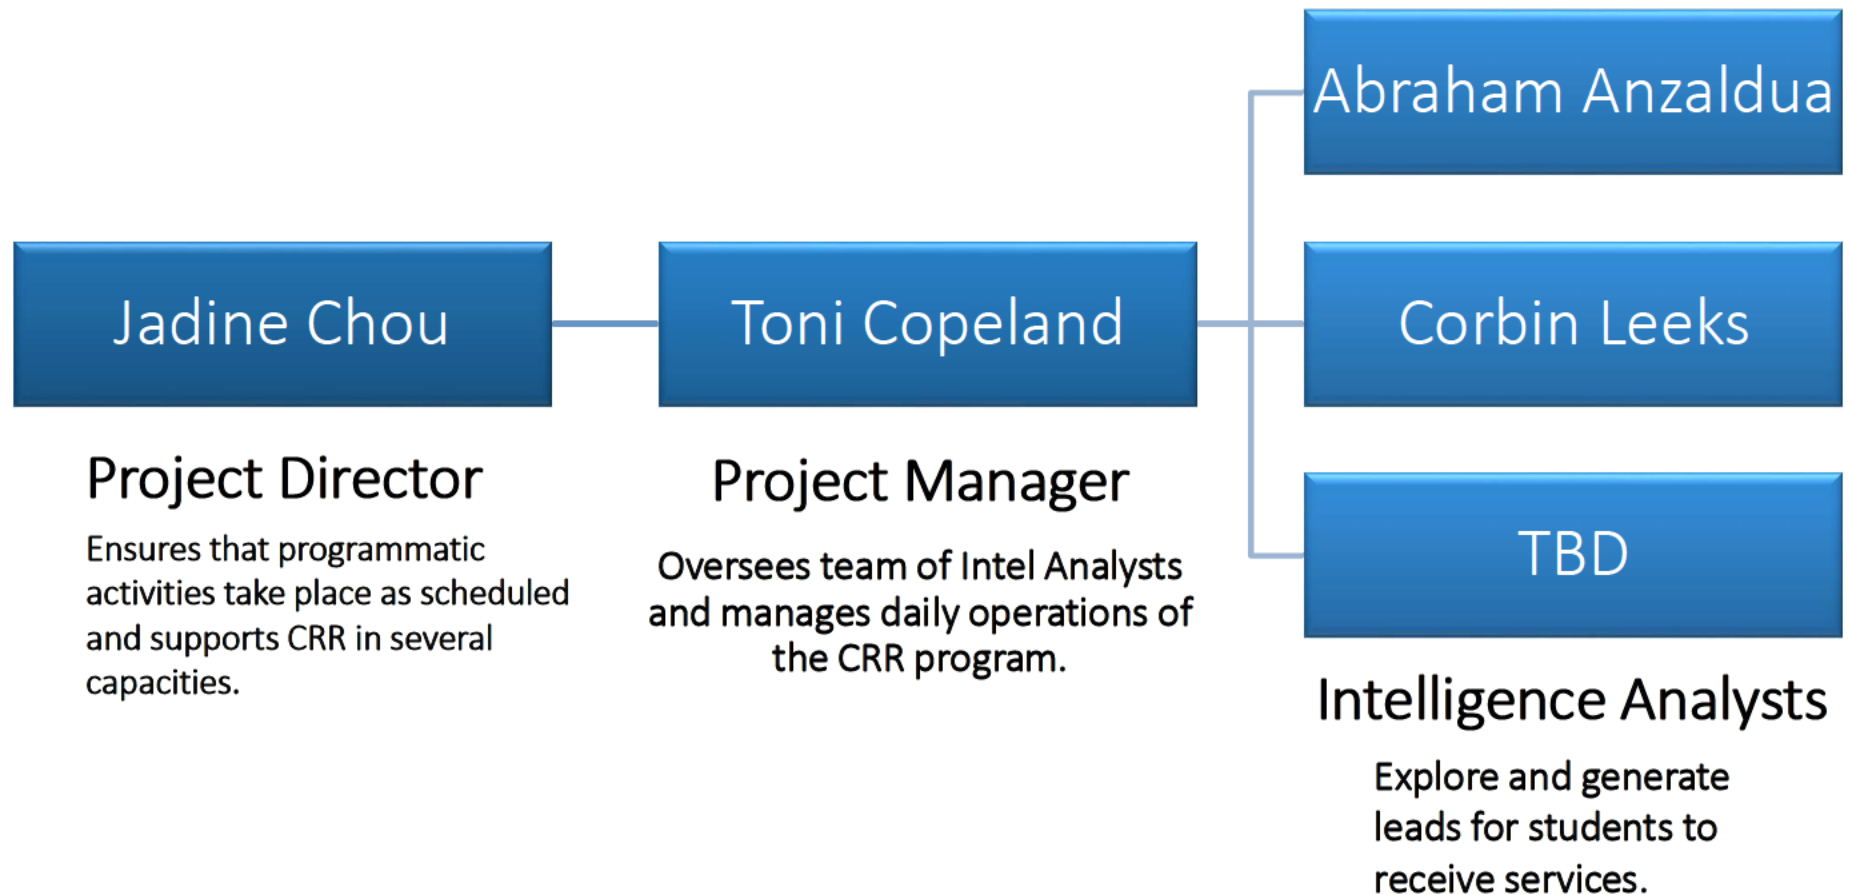 Jadine Chou
Project Director
Ensures that programmatic
activities take place as scheduled
and supports CRR in several
capacities.
Toni Copeland
Project Manager
Oversees team of Intel Analysts
and manages daily operations of
the CRR program.
Abraham Anzaldua
Corbin Leeks
TBD
Intelligence Analysts
Explore and generate
leads for students to
receive services.